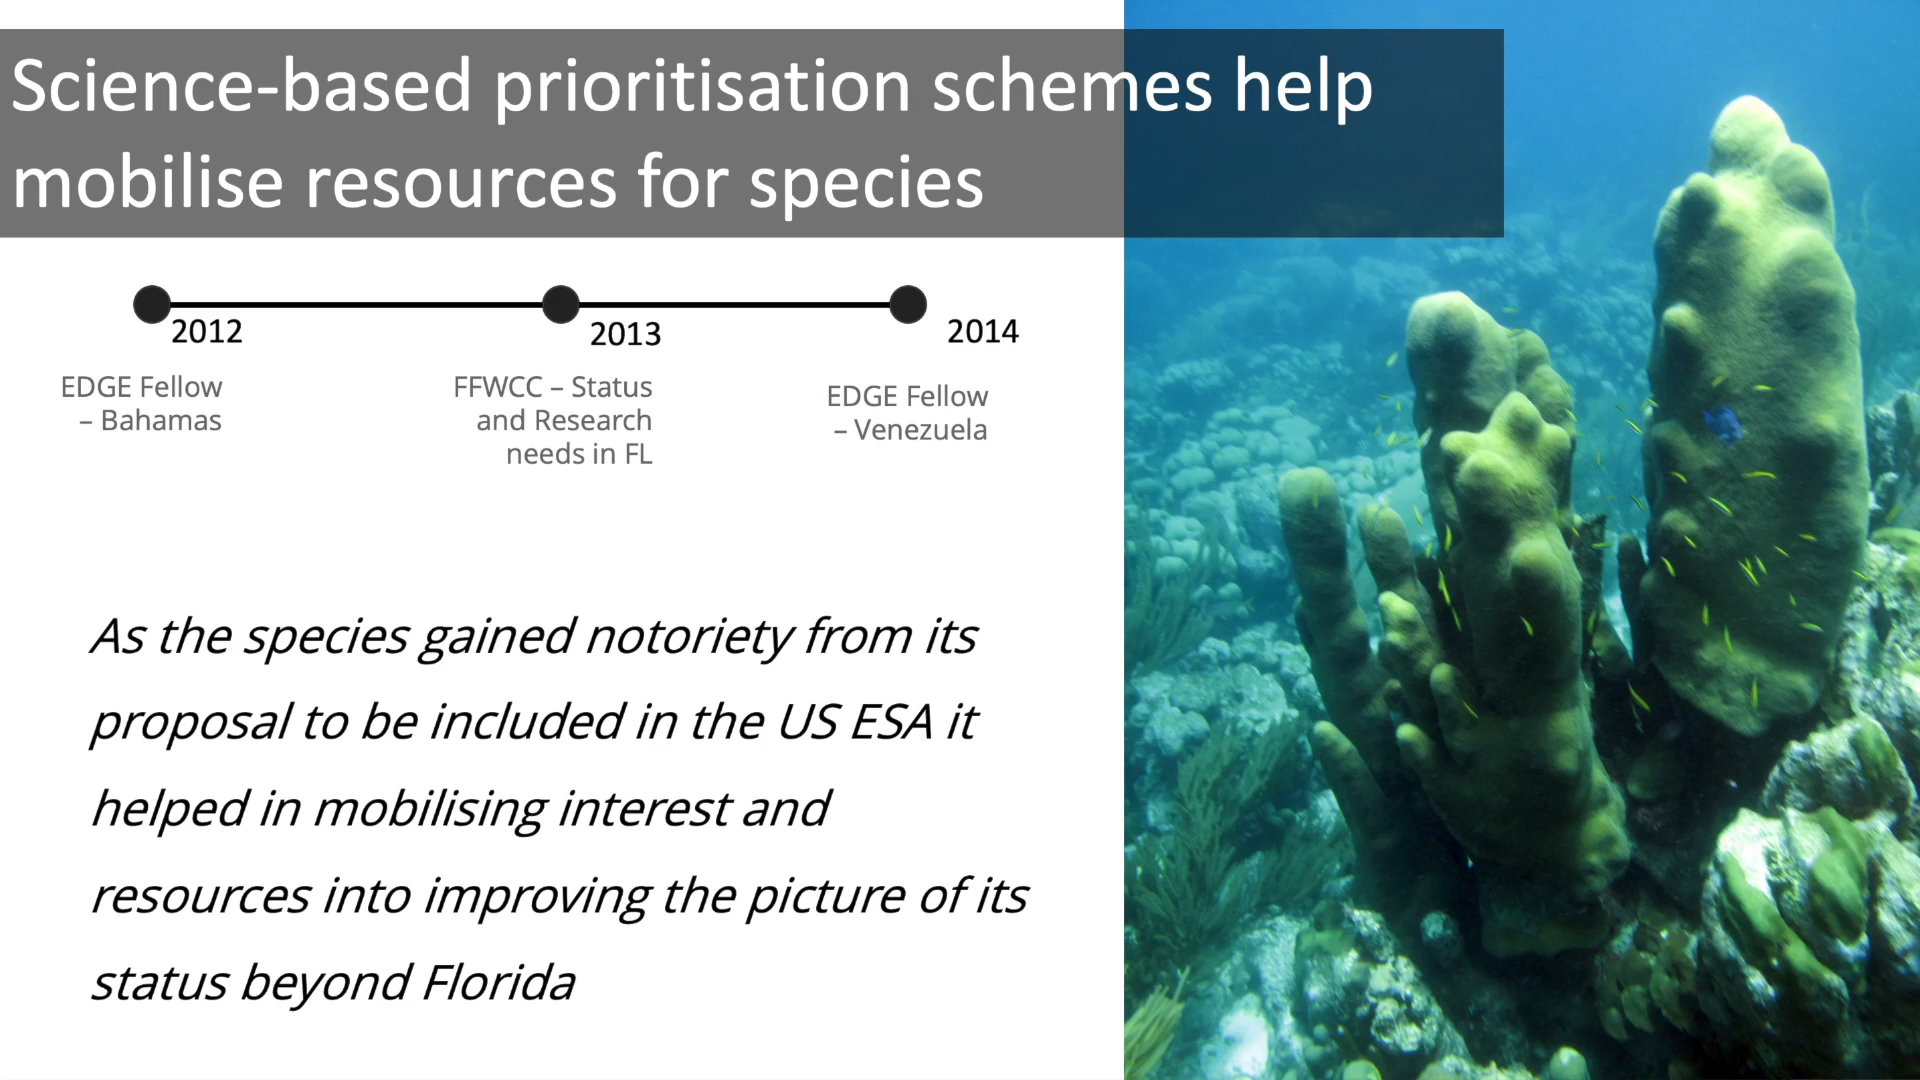 Science-based prioritisation schemes help
mobilise resources for species
2012
2013
2014
EDGE Fellow
– Bahamas
FFWCC – Status
and Research
needs in FL
EDGE Fellow
– Venezuela
As the species gained notoriety from its
proposal to be included in the US ESA it
helped in mobilising interest and
resources into improving the picture of its
status beyond Florida